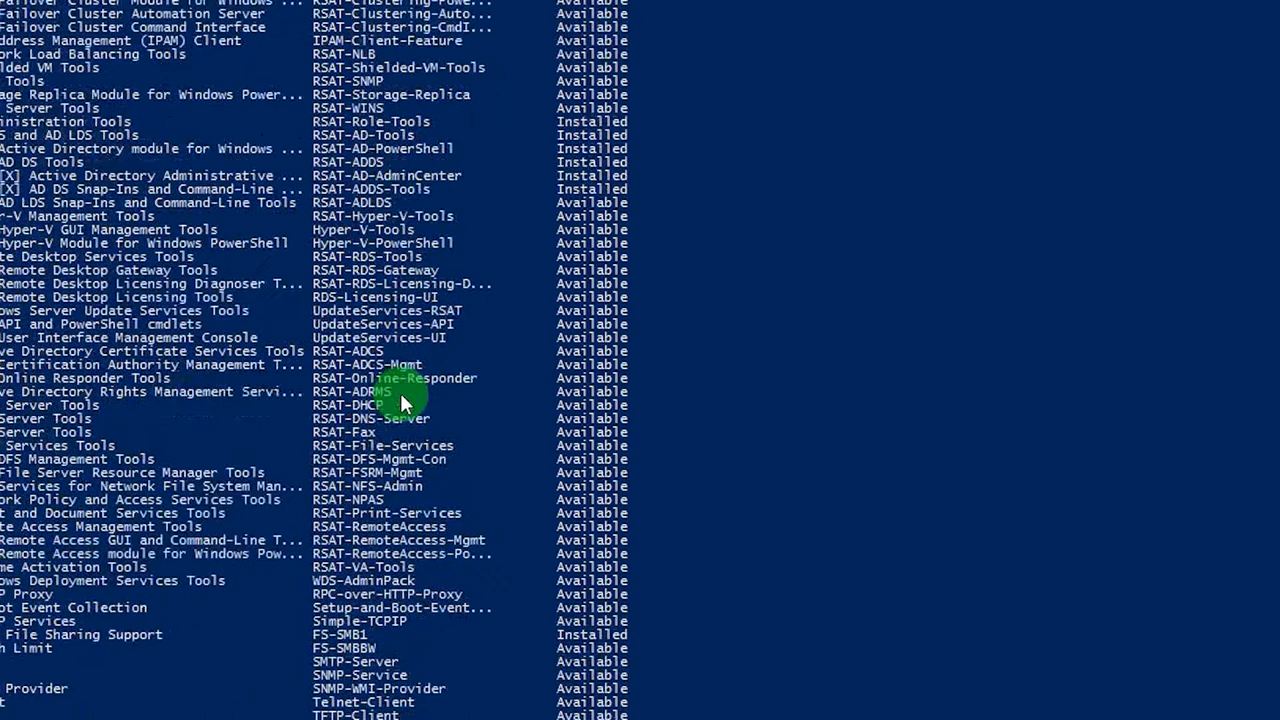 Failover Cluster Module for Windows ... RSAT-Clustering-Powe... Available
Failover Cluster Automation Server RSAT-Clustering-Auto... Available
Failover Cluster Command Interface RSAT-Clustering-CmdI... Available
ddress Management (IPAM) Client IPAM-Client-Feature Available
ork Load Balancing Tools RSAT-NLB Available
lded VM Tools RSAT-Shielded-VM-Tools Available
Tools RSAT-SNMP Available
age Replica Module for Windows Power... RSAT-Storage-Replica Available
Server Tools RSAT-WINS Available
inistration Tools RSAT-Role-Tools Installed
S and AD LDS Tools RSAT-AD-Tools Installed
Active Directory module for Windows ... RSAT-AD-PowerShell Installed
AD DS Tools RSAT-ADDS Installed
[X] Active Directory Administrative ... RSAT-AD-AdminCenter Installed
[X] AD DS Snap-Ins and Command-Line ... RSAT-ADDS-Tools Installed
AD LDS Snap-Ins and Command-Line Tools RSAT-ADLDS Available
r-V Management Tools RSAT-Hyper-V-Tools Available
Hyper-V GUI Management Tools Hyper-V-Tools Available
Hyper-V Module for Windows PowerShell Hyper-V-PowerShell Available
te Desktop Services Tools RSAT-RDS-Tools Available
Remote Desktop Gateway Tools RSAT-RDS-Gateway Available
Remote Desktop Licensing Diagnoser T... RSAT-RDS-Licensing-D... Available
Remote Desktop Licensing Tools RDS-Licensing-UI Available
ows Server Update Services Tools UpdateServices-RSAT Available
API and PowerShell cmdlets UpdateServices-API Available
User Interface Management Console UpdateServices-UI Available
ve Directory Certificate Services Tools RSAT-ADCS Available
Certification Authority Management T... RSAT-ADCS-Mgmt Available
Online Responder Tools RSAT-Online-Responder Available
ve Directory Rights Management Servi... RSAT-ADRMS Available
Server Tools RSAT-DHCP Available
Server Tools RSAT-DNS-Server Available
Server Tools RSAT-Fax Available
Services Tools RSAT-File-Services Available
DFS Management Tools RSAT-DFS-Mgmt-Con Available
File Server Resource Manager Tools RSAT-FSRM-Mgmt Available
Services for Network File System Man... RSAT-NFS-Admin Available
ork Policy and Access Services Tools RSAT-NPAS Available
t and Document Services Tools RSAT-Print-Services Available
te Access Management Tools RSAT-RemoteAccess Available
Remote Access GUI and Command-Line T... RSAT-RemoteAccess-Mgmt Available
Remote Access module for Windows Pow... RSAT-RemoteAccess-Po... Available
me Activation Tools RSAT-VA-Tools Available
ows Deployment Services Tools WDS-AdminPack Available
P Proxy RPC-over-HTTP-Proxy Available
ot Event Collection Setup-and-Boot-Event... Available
P Services Simple-TCPIP Available
File Sharing Support FS-SMB1 Installed
h Limit FS-SMBBW Available
SMTP-Server Available
SNMP-Service Available
Provider SNMP-WMI-Provider Available
t Telnet-Client Available
TFTP-Client Available